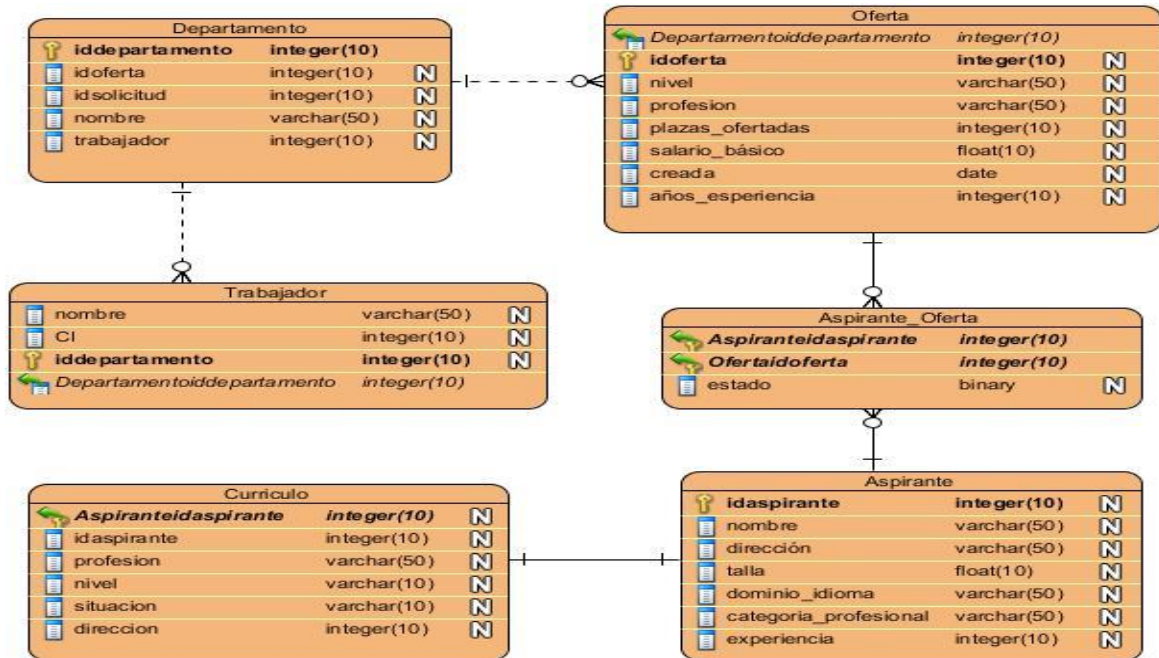 Departamento
iddepartamento integer(10)
idoferta integer(10) N
idsolicitud integer(10) N
nombre varchar(50) N
trabajador integer(10) N
Oferta
Departamentoiddepartamento integer(10)
idoferta integer(10) N
nivel varchar(50) N
profesion varchar(50) N
plazas_ofertadas integer(10) N
salario_básico float(10) N
creada date N
años_esperiencia integer(10) N
Trabajador
nombre varchar(50) N
CI integer(10) N
iddepartamento integer(10) N
Departamentoiddepartamento integer(10)
Aspirante_Oferta
Aspiranteidaspirante integer(10)
Ofertaidoferta integer(10)
estado binary N
Curriculo
Aspiranteidaspirante integer(10) N
idaspirante integer(10) N
profesion varchar(50) N
nivel varchar(10) N
situacion varchar(10) N
direccion integer(10) N
Aspirante
idaspirante integer(10) N
nombre varchar(50) N
dirección varchar(50) N
talla float(10) N
dominio_idioma varchar(50) N
categoria_profesional varchar(50) N
experiencia integer(10) N